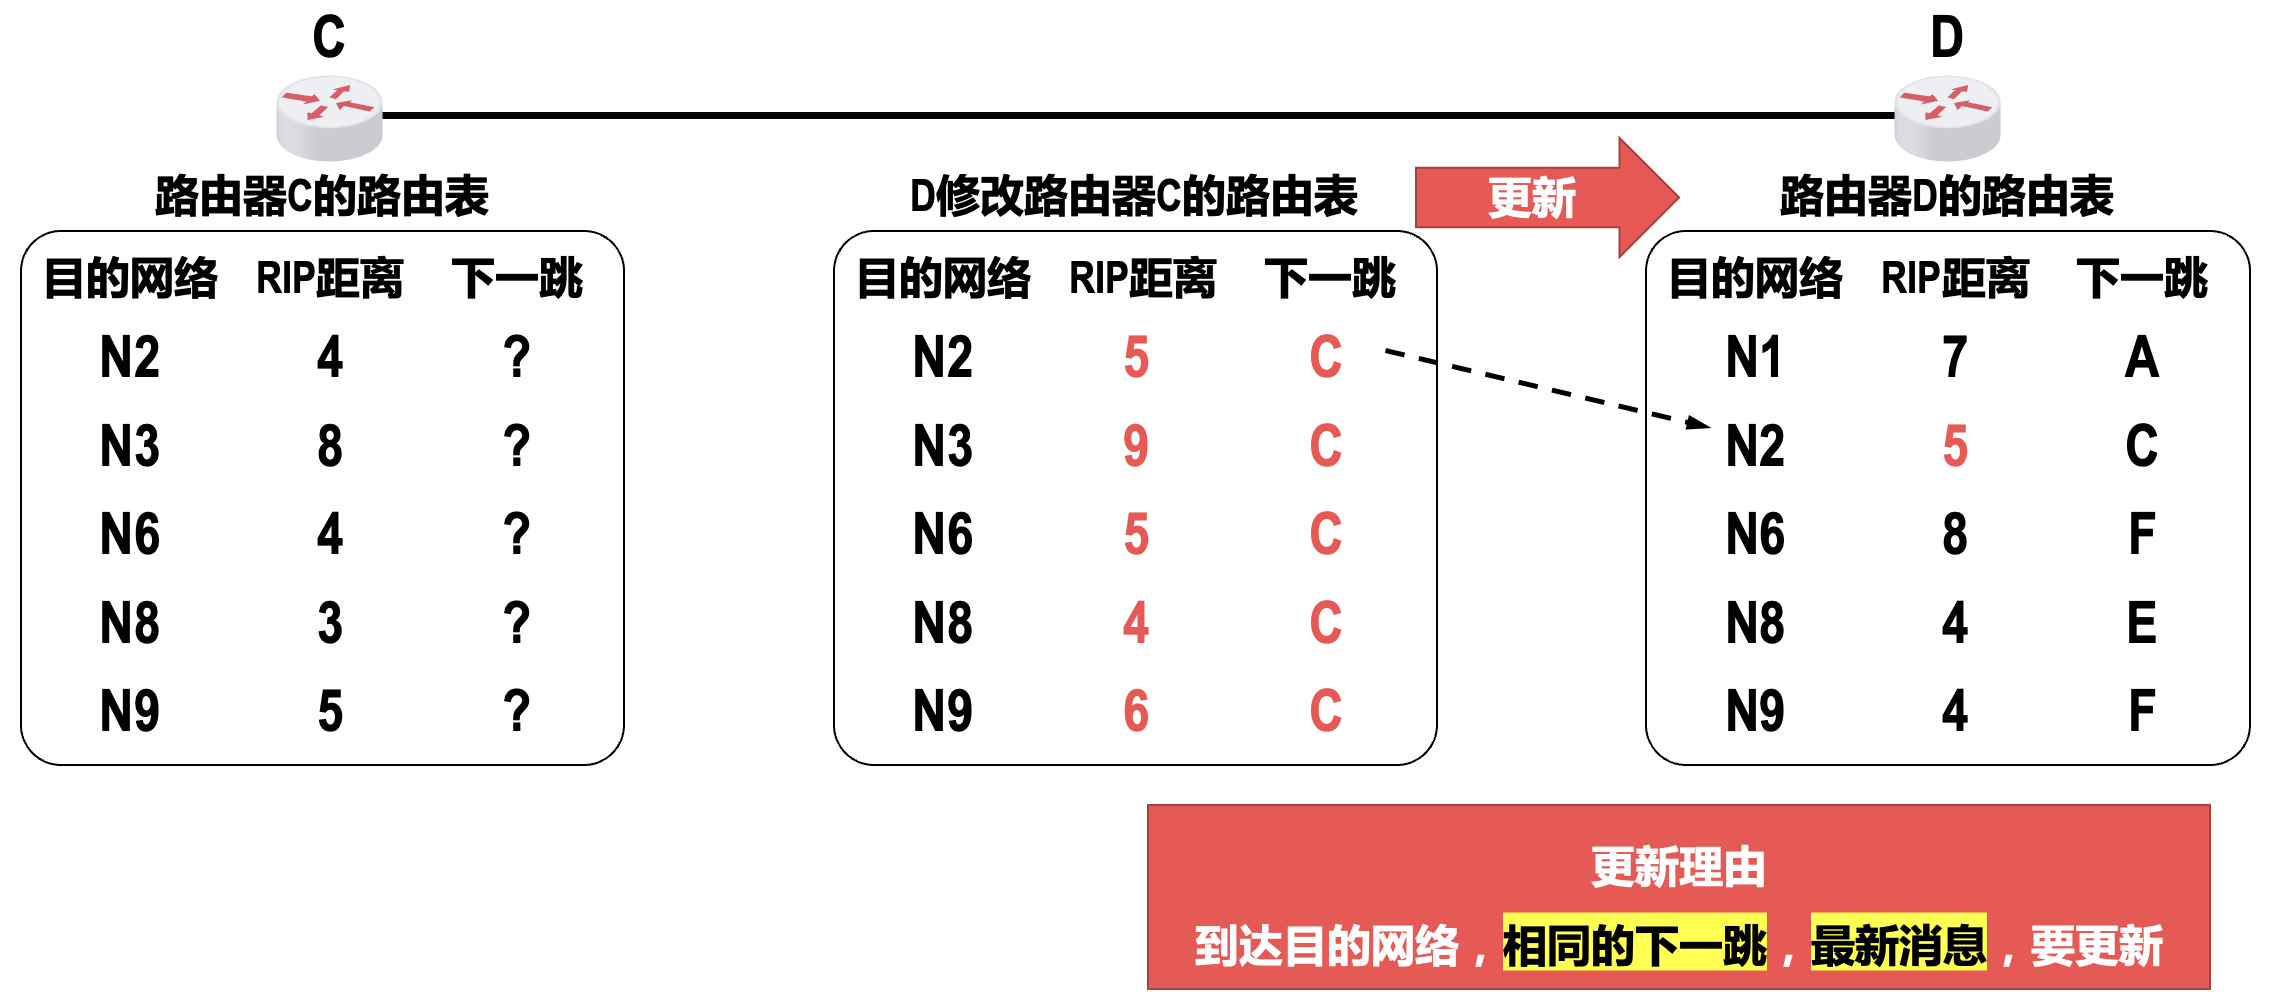 C
D
路由器C的路由表
D修改路由器C的路由表
更新
路由器D的路由表
目的网络 RIP距离 下一跳
N2 4 ?
N3 8 ?
N6 4 ?
N8 3 ?
N9 5 ?
目的网络 RIP距离 下一跳
N2 5 C
N3 9 C
N6 5 C
N8 4 C
N9 6 C
目的网络 RIP距离 下一跳
N1 7 A
N2 5 C
N6 8 F
N8 4 E
N9 4 F
更新理由
到达目的网络，相同的下一跳，最新消息，要更新